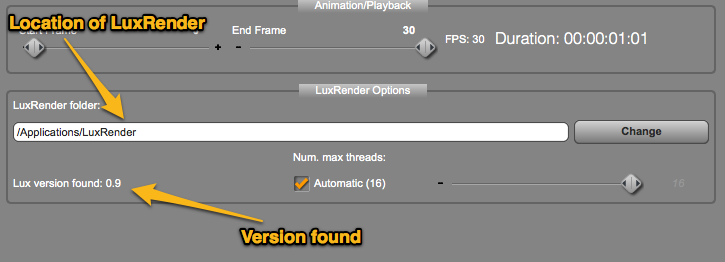 Animation/Playback
Location of LuxRender
Start Frame
End Frame
30
FPS: 30
Duration: 00:00:01:01
+
-
LuxRender Options
LuxRender folder:
/Applications/LuxRender
Change
Num. max threads:
Lux version found: 0.9
Automatic (16)
-
16
Version found